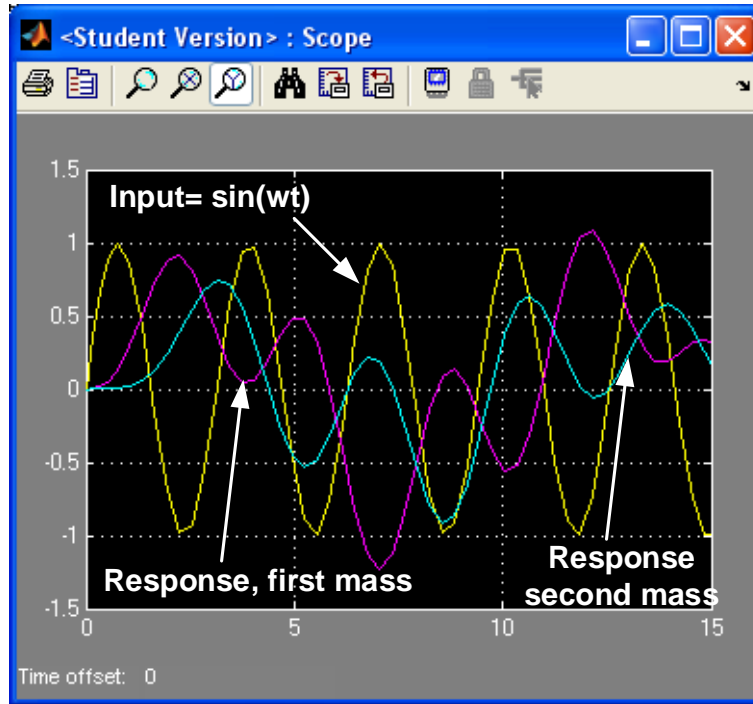 <Student Version> : Scope
1.5
Input= sin(wt)
1
0.5
0
-0.5
-1
Response, first mass
Response
second mass
-1.5
0
5
10
15
Time offset: 0